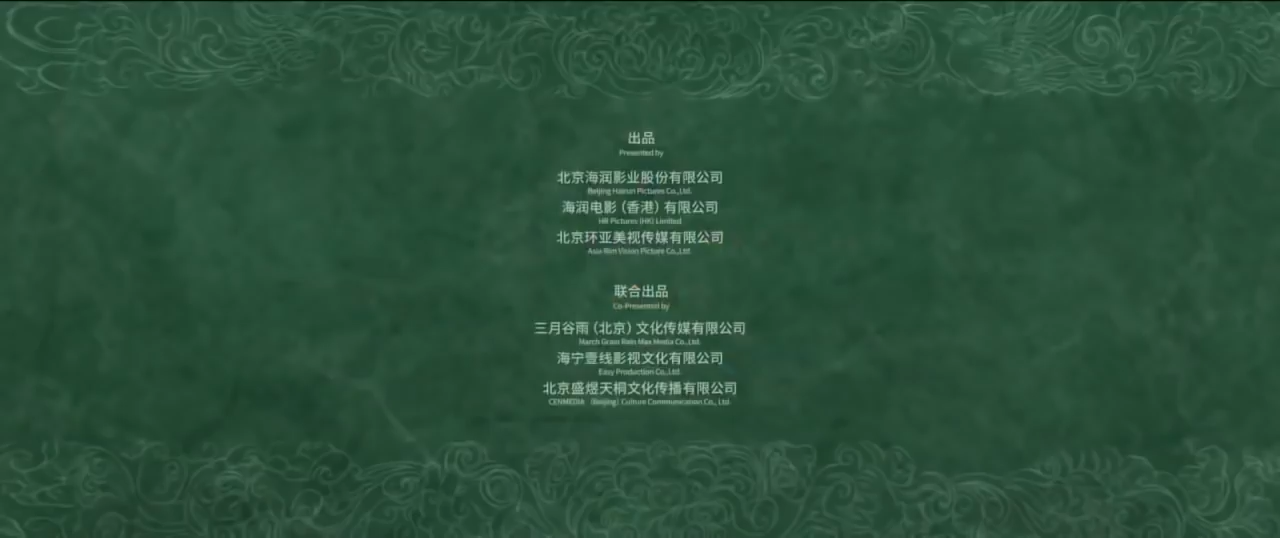 出品
Presented by
北京海润影业股份有限公司
Beijing Hairun Pictures Co.,Ltd.
海润电影（香港）有限公司
HR Pictures (HK) Limited
北京环亚美视传媒有限公司
Asia Rim Vision Picture Co.,Ltd
联合出品
Co-Presented by
三月谷雨（北京）文化传媒有限公司
March Grass Rain Max Media Co.,Ltd.
海宁壹线影视文化有限公司
Easy Production Co.,Ltd.
北京盛煜天桐文化传播有限公司
CENMEDIA (Beijing) Culture Communication Co., Ltd.